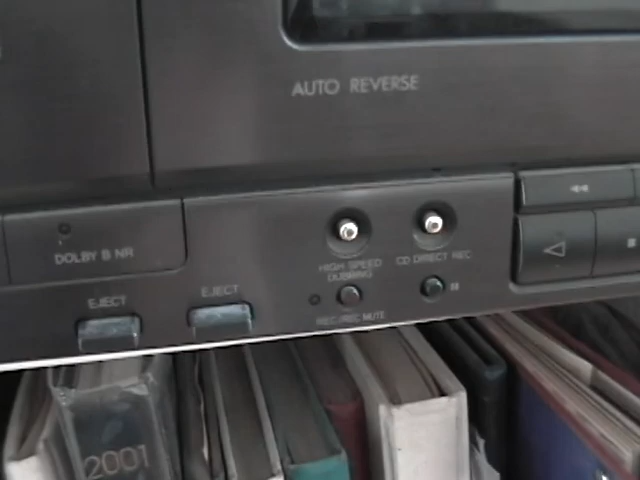 AUTO REVERSE
DOLBY B NR
HIGH SPEED
DUBBING
CD DIRECT REC
EJECT
EJECT
REC/REC MUTE
2001